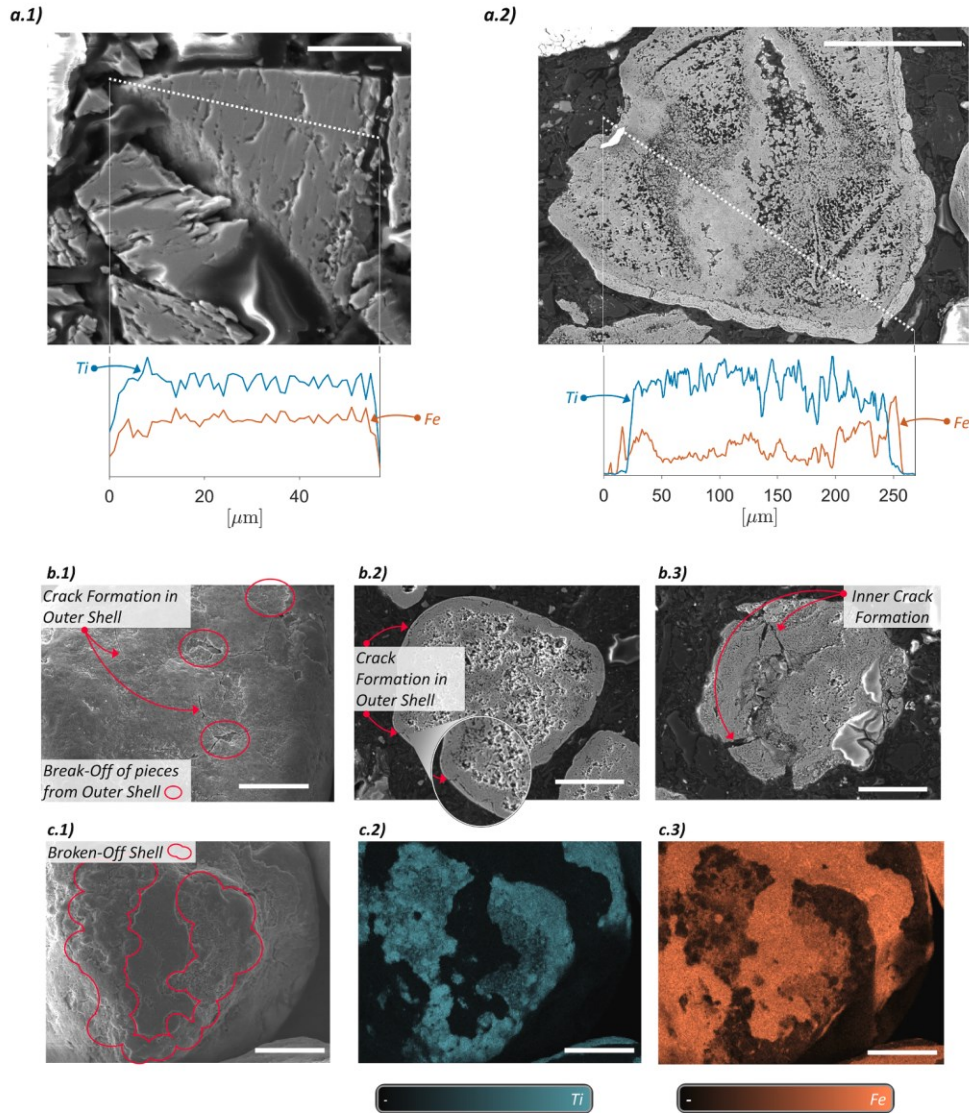 a.1)
a.2)
Ti
Fe
0
20
40
[μm]
Ti
Fe
0
50
100
150
200
250
[μm]
b.1)
Crack Formation in
Outer Shell
Break-Off of pieces
from Outer Shell
b.2)
Crack
Formation in
Outer Shell
b.3)
Inner Crack
Formation
c.1)
Broken-Off Shell
c.2)
c.3)
- Ti
- Fe